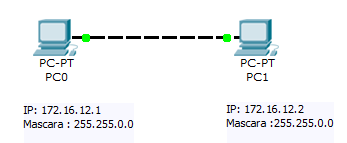 PC-PT
PC0
PC-PT
PC1
IP: 172.16.12.1
Mascara : 255.255.0.0
IP: 172.16.12.2
Mascara :255.255.0.0